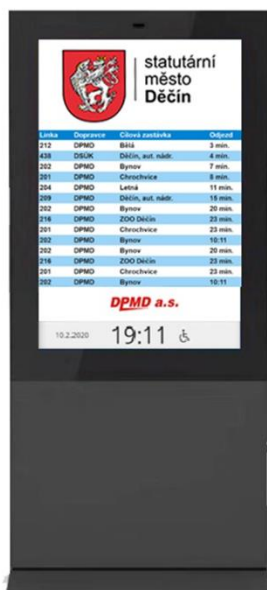 statutární
město
Děčín
Linka Dopravce Cílová zastávka Odjezd
212 DPMD Bělá 3 min.
438 DSÚK Děčín, aut. nádr. 4 min.
202 DPMD Bynov 7 min.
201 DPMD Chrochvice 8 min.
204 DPMD Letná 11 min.
209 DPMD Děčín, aut. nádr. 15 min.
202 DPMD Bynov 20 min.
216 DPMD ZOO Děčín 23 min.
201 DPMD Chrochvice 23 min.
202 DPMD Bynov 10:11
202 DPMD Bynov 20 min.
216 DPMD ZOO Děčín 23 min.
201 DPMD Chrochvice 23 min.
202 DPMD Bynov 10:11
DPMD a.s.
10.2.2020 19:11